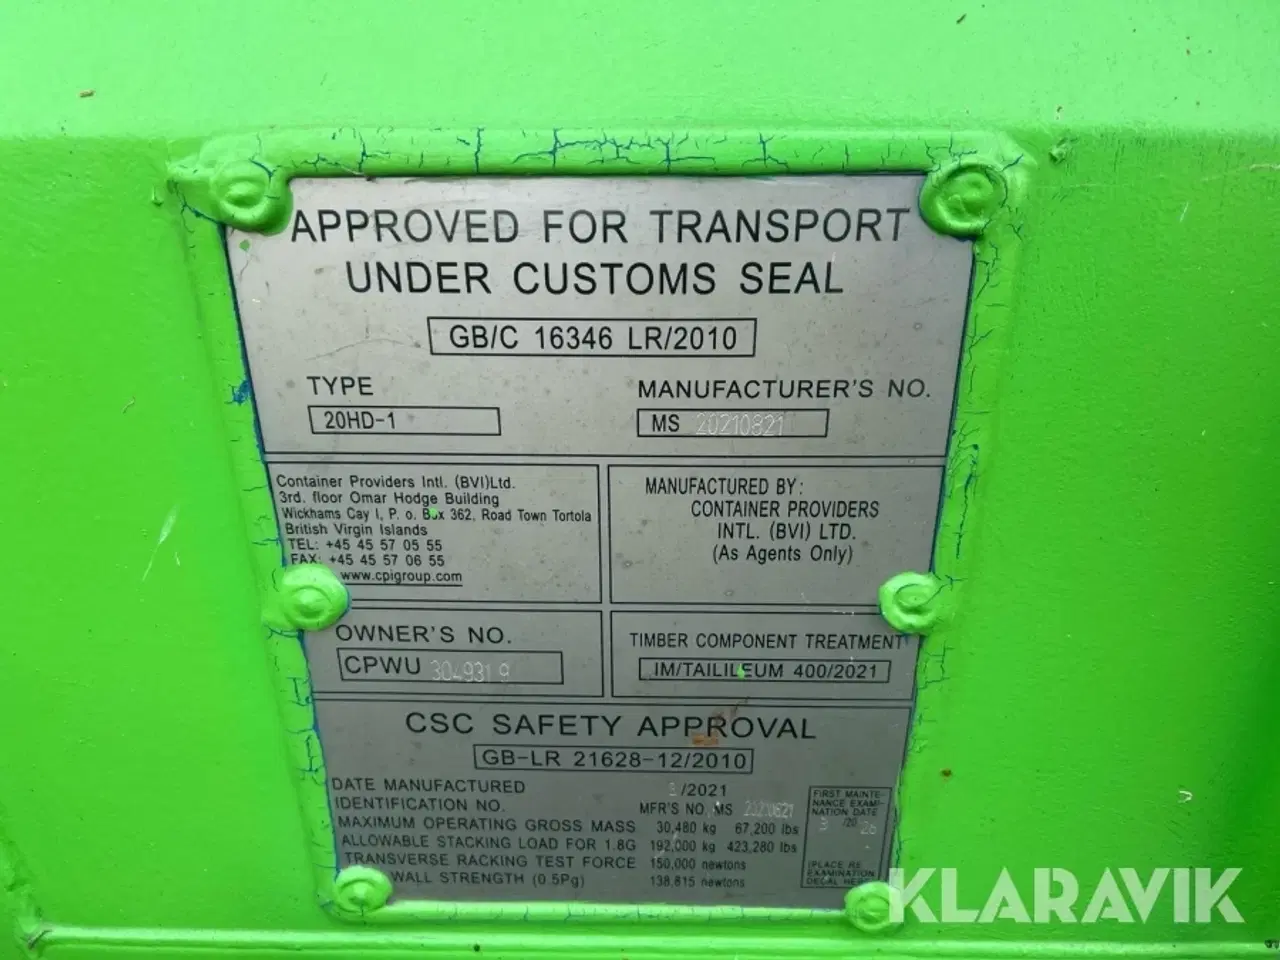 APPROVED FOR TRANSPORT
UNDER CUSTOMS SEAL
GB/C 16346 LR/2010
TYPE
20HD-1
MANUFACTURER'S NO.
MS 20210821
Container Providers Intl. (BVI)Ltd.
3rd. floor Omar Hodge Building
Wickhams Cay I, P. o. Box 362, Road Town Tortola
British Virgin Islands
TEL: +45 45 57 05 55
FAX: +45 45 57 06 55
www.cpigroup.com
MANUFACTURED BY:
CONTAINER PROVIDERS
INTL. (BVI) LTD.
(As Agents Only)
OWNER'S NO.
CPWU 304931 9
TIMBER COMPONENT TREATMENT
IM/TAILILEUM 400/2021
CSC SAFETY APPROVAL
GB-LR 21628-12/2010
DATE MANUFACTURED /2021
IDENTIFICATION NO. MFR'S NO. MS 20210821
MAXIMUM OPERATING GROSS MASS 30,480 kg 67,200 lbs
ALLOWABLE STACKING LOAD FOR 1.8G 192,000 kg 423,280 lbs
TRANSVERSE RACKING TEST FORCE 150,000 newtons
WALL STRENGTH (0.5Pg) 138,815 newtons
FIRST MAINTE-
NANCE EXAMI-
NATION DATE
/20 26
(PLACE RE
EXAMINATION
DECAL HERE)
KLARAVIK